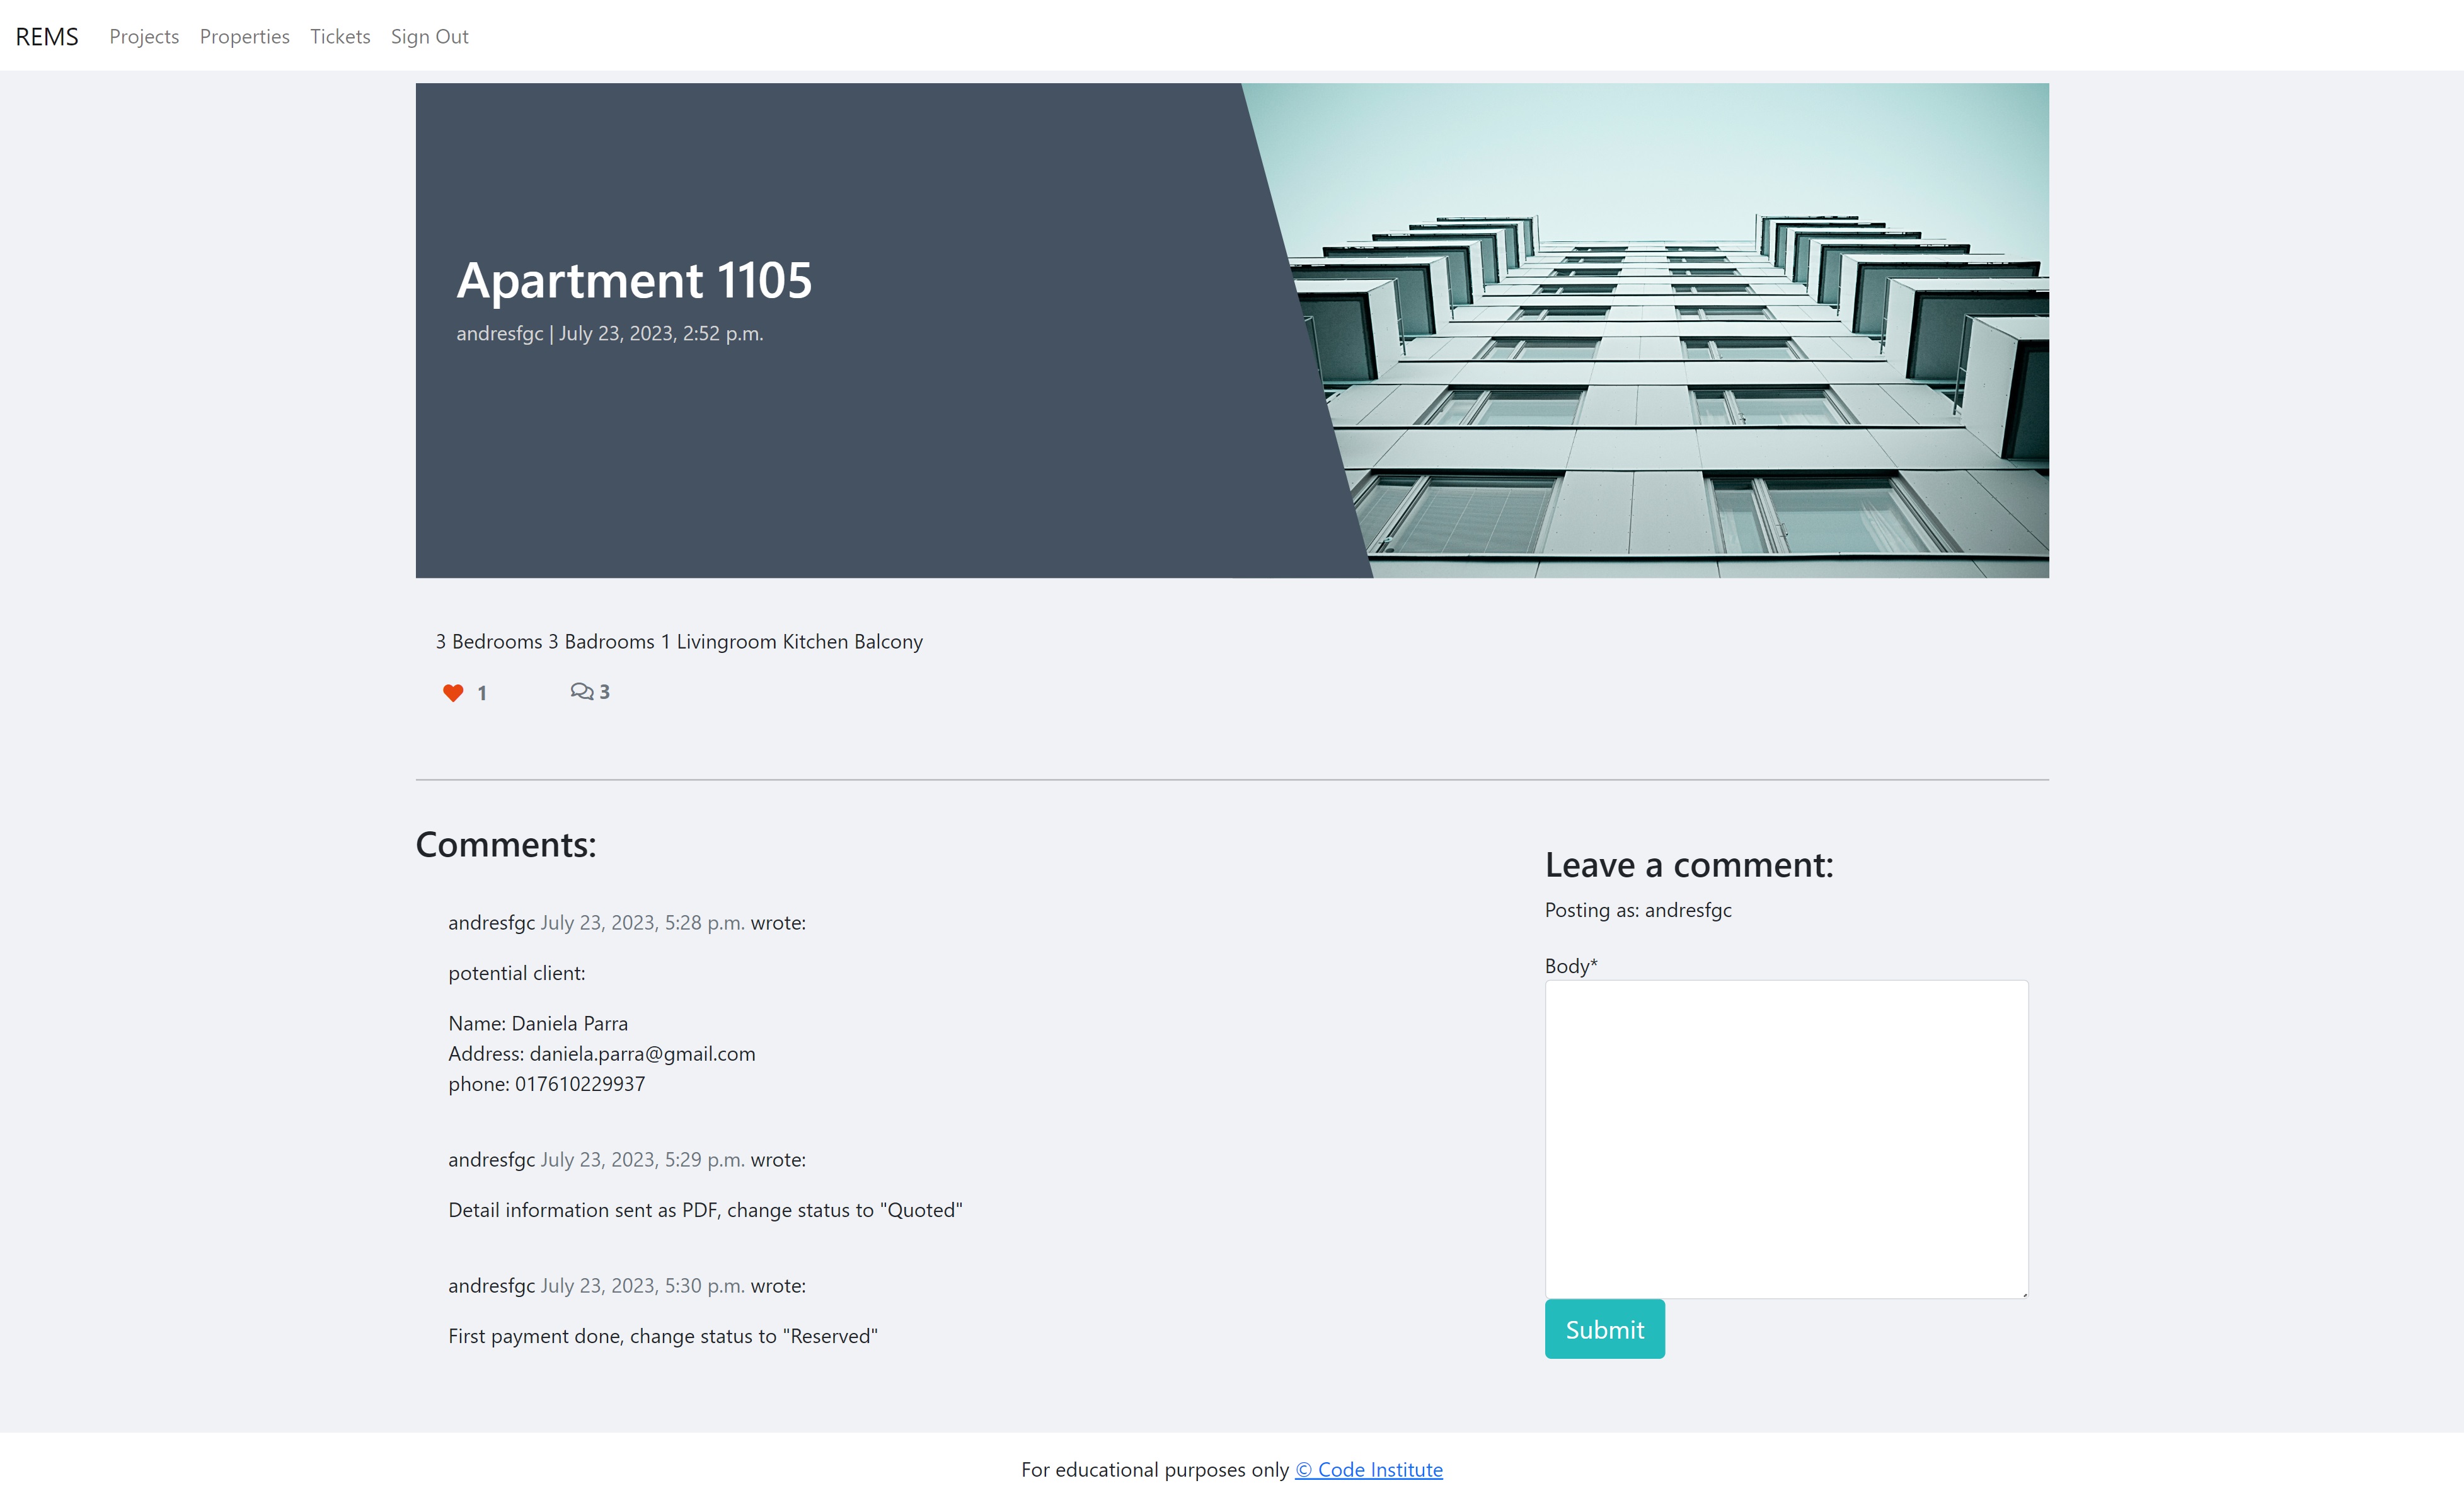 REMS Projects Properties Tickets Sign Out
Apartment 1105
andresfgc | July 23, 2023, 2:52 p.m.
3 Bedrooms 3 Badrooms 1 Livingroom Kitchen Balcony
1 3
Comments:
andresfgc July 23, 2023, 5:28 p.m. wrote:
potential client:
Name: Daniela Parra
Address: daniela.parra@gmail.com
phone: 017610229937
andresfgc July 23, 2023, 5:29 p.m. wrote:
Detail information sent as PDF, change status to "Quoted"
andresfgc July 23, 2023, 5:30 p.m. wrote:
First payment done, change status to "Reserved"
Leave a comment:
Posting as: andresfgc
Body*
Submit
For educational purposes only © Code Institute